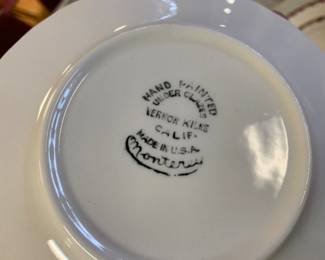 HAND PAINTED
UNDER GLAZE
VERNON KILNS
CALIF-
MADE IN U.S.A.
Monterey